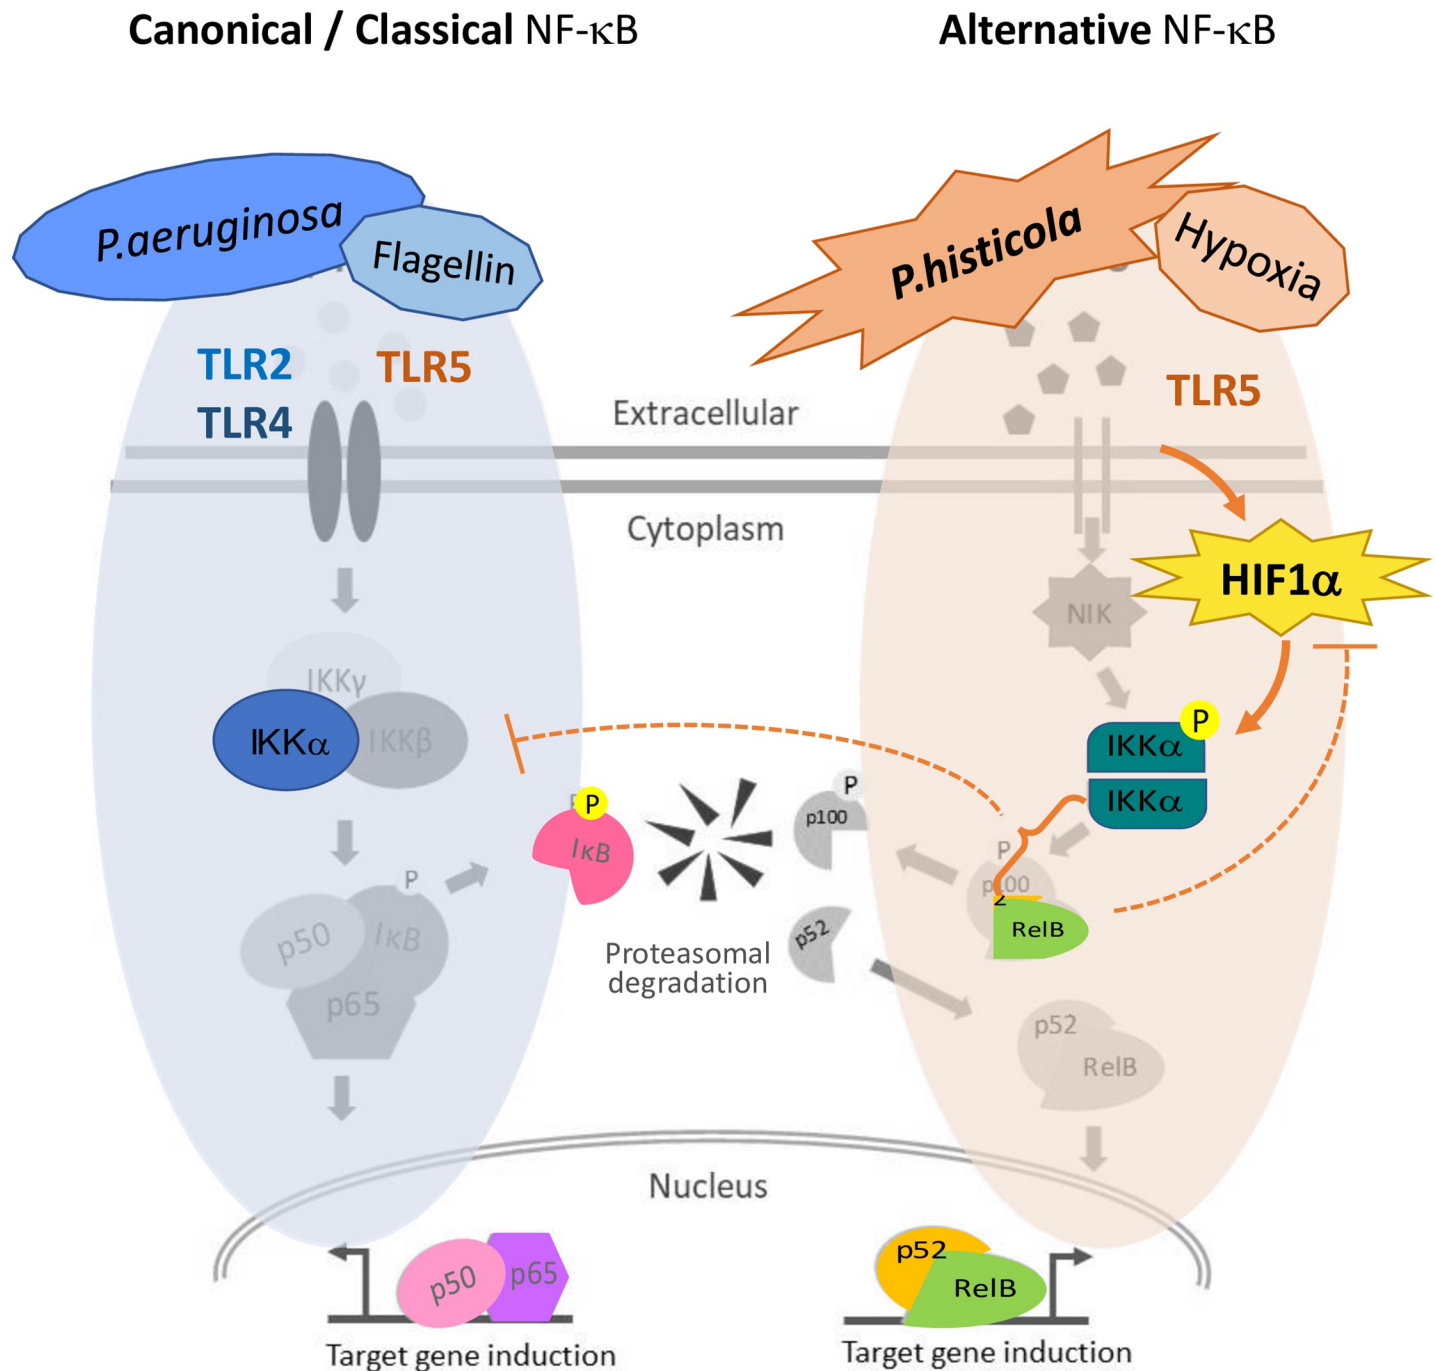 Canonical / Classical NF-κB
Alternative NF-κB
P.aeruginosa
Flagellin
P.histicola
Hypoxia
TLR2
TLR5
TLR4
TLR5
Extracellular
Cytoplasm
HIF1α
NIK
IKKγ
IKKα
IKKβ
P
IKKα
IKKα
P
IκB
P
p100
P
p100
2
RelB
P
p50
IκB
p65
p52
Proteasomal
degradation
p52
RelB
Nucleus
p50
p65
p52
RelB
Target gene induction
Target gene induction